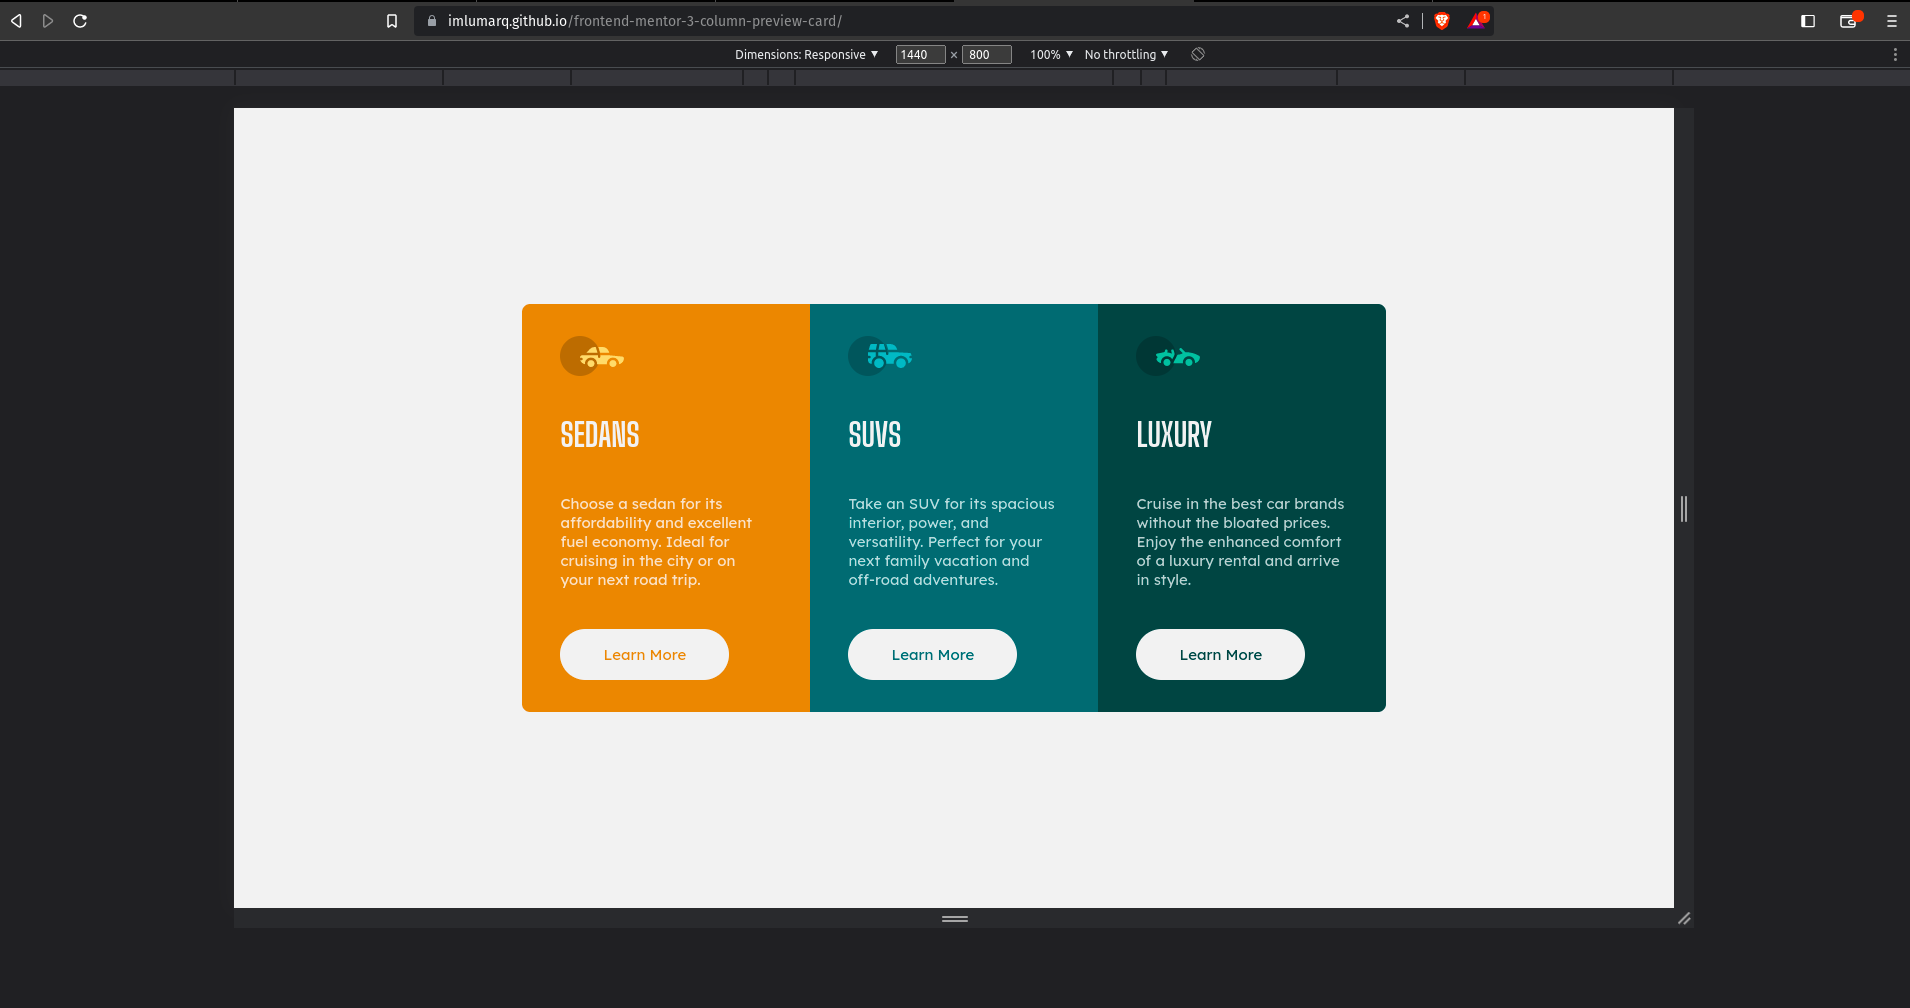 imlumarq.github.io/frontend-mentor-3-column-preview-card/
1
Dimensions: Responsive 1440 × 800 100% No throttling
SEDANS
Choose a sedan for its
affordability and excellent
fuel economy. Ideal for
cruising in the city or on
your next road trip.
Learn More
SUVS
Take an SUV for its spacious
interior, power, and
versatility. Perfect for your
next family vacation and
off-road adventures.
Learn More
LUXURY
Cruise in the best car brands
without the bloated prices.
Enjoy the enhanced comfort
of a luxury rental and arrive
in style.
Learn More